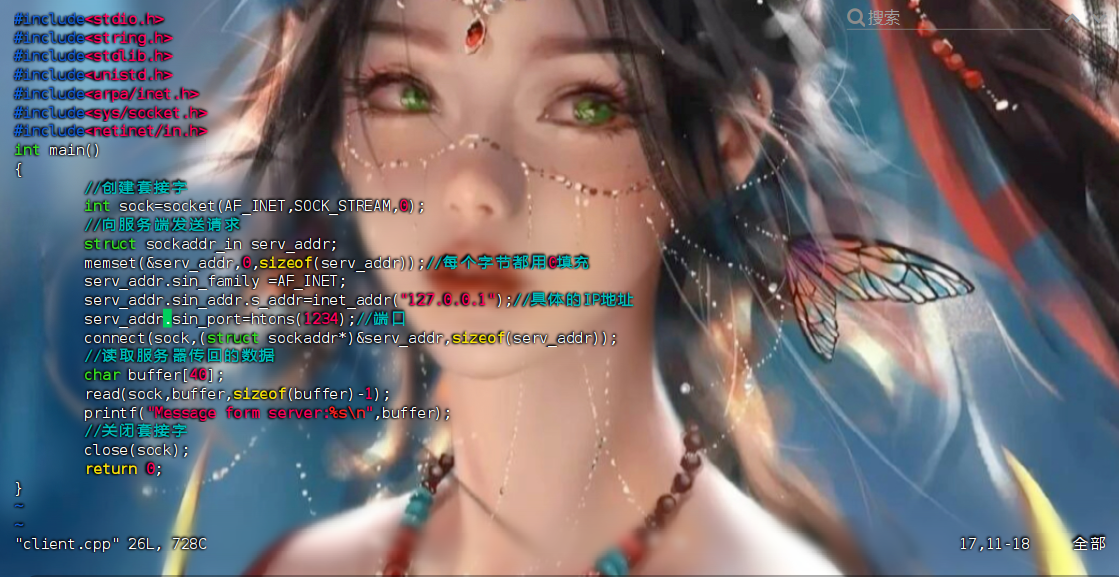 搜索
#include<stdio.h>
#include<string.h>
#include<stdlib.h>
#include<unistd.h>
#include<arpa/inet.h>
#include<sys/socket.h>
#include<netinet/in.h>
int main()
{
        //创建套接字
        int sock=socket(AF_INET,SOCK_STREAM,0);
        //向服务端发送请求
        struct sockaddr_in serv_addr;
        memset(&serv_addr,0,sizeof(serv_addr));//每个字节都用0填充
        serv_addr.sin_family =AF_INET;
        serv_addr.sin_addr.s_addr=inet_addr("127.0.0.1");//具体的IP地址
        serv_addr.sin_port=htons(1234);//端口
        connect(sock,(struct sockaddr*)&serv_addr,sizeof(serv_addr));
        //读取服务器传回的数据
        char buffer[40];
        read(sock,buffer,sizeof(buffer)-1);
        printf("Message form server:%s\n",buffer);
        //关闭套接字
        close(sock);
        return 0;
}
~
~
"client.cpp" 26L, 728C 17,11-18 全部